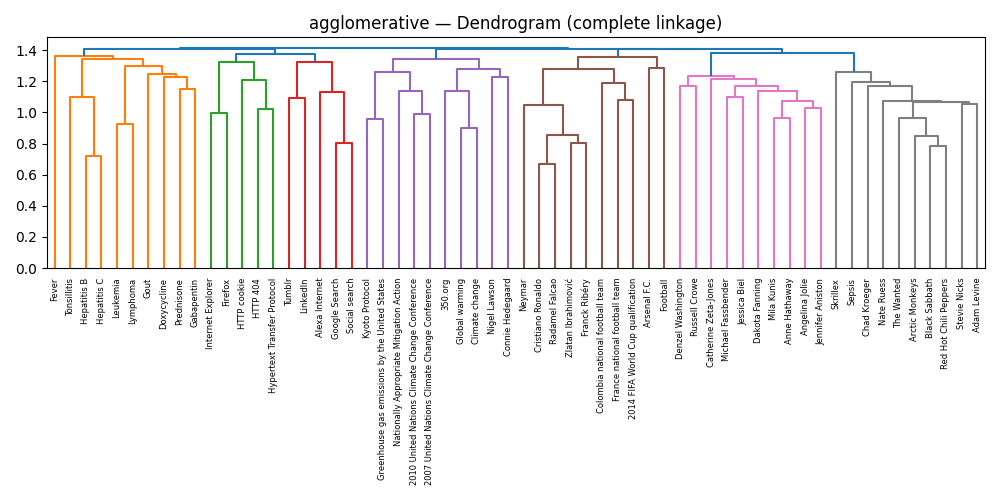 agglomerative — Dendrogram (complete linkage)
1.4
1.2
1.0
0.8
0.6
0.4
0.2
0.0
Fever
Tonsillitis
Hepatitis B
Hepatitis C
Leukemia
Lymphoma
Gout
Doxycycline
Prednisone
Gabapentin
Internet Explorer
Firefox
HTTP cookie
HTTP 404
Hypertext Transfer Protocol
Tumblr
LinkedIn
Alexa Internet
Google Search
Social search
Kyoto Protocol
Greenhouse gas emissions by the United States
Nationally Appropriate Mitigation Action
2010 United Nations Climate Change Conference
2007 United Nations Climate Change Conference
350.org
Global warming
Climate change
Nigel Lawson
Connie Hedegaard
Neymar
Cristiano Ronaldo
Radamel Falcao
Zlatan Ibrahimović
Franck Ribéry
Colombia national football team
France national football team
2014 FIFA World Cup qualification
Arsenal F.C.
Football
Denzel Washington
Russell Crowe
Catherine Zeta-Jones
Michael Fassbender
Jessica Biel
Dakota Fanning
Mila Kunis
Anne Hathaway
Angelina Jolie
Jennifer Aniston
Skrillex
Sepsis
Chad Kroeger
Nate Ruess
The Wanted
Arctic Monkeys
Black Sabbath
Red Hot Chili Peppers
Stevie Nicks
Adam Levine